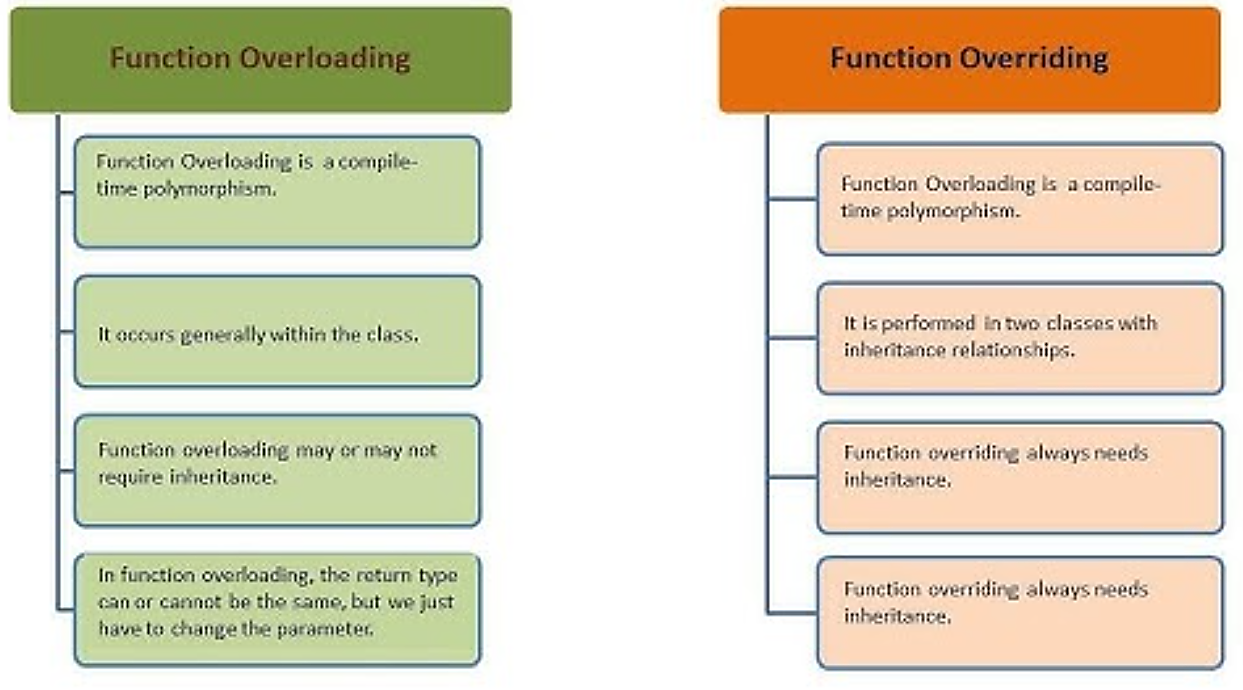 Function Overloading
Function Overloading is a compile-
time polymorphism.
It occurs generally within the class.
Function overloading may or may not
require inheritance.
In function overloading, the return type
can or cannot be the same, but we just
have to change the parameter.
Function Overriding
Function Overloading is a compile-
time polymorphism.
It is performed in two classes with
inheritance relationships.
Function overriding always needs
inheritance.
Function overriding always needs
inheritance.